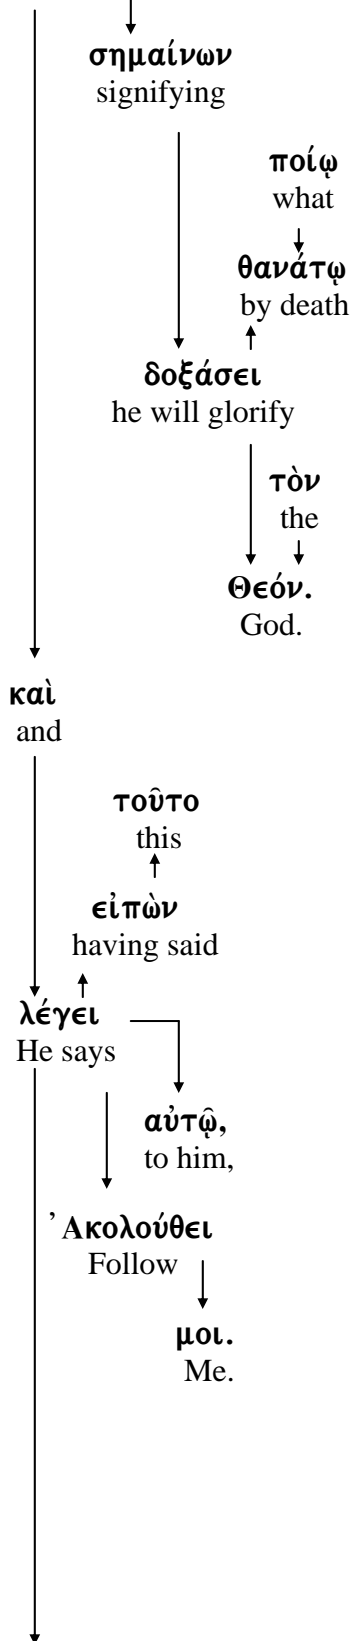 σημαίνων
signifying
ποίῳ
what
θανάτῳ
by death
δοξάσει
he will glorify
τὸν
the
Θεόν.
God.
καὶ
and
τοῦτο
this
εἰπὼν
having said
λέγει
He says
αὐτῷ,
to him,
Ἀκολούθει
Follow
μοι.
Me.